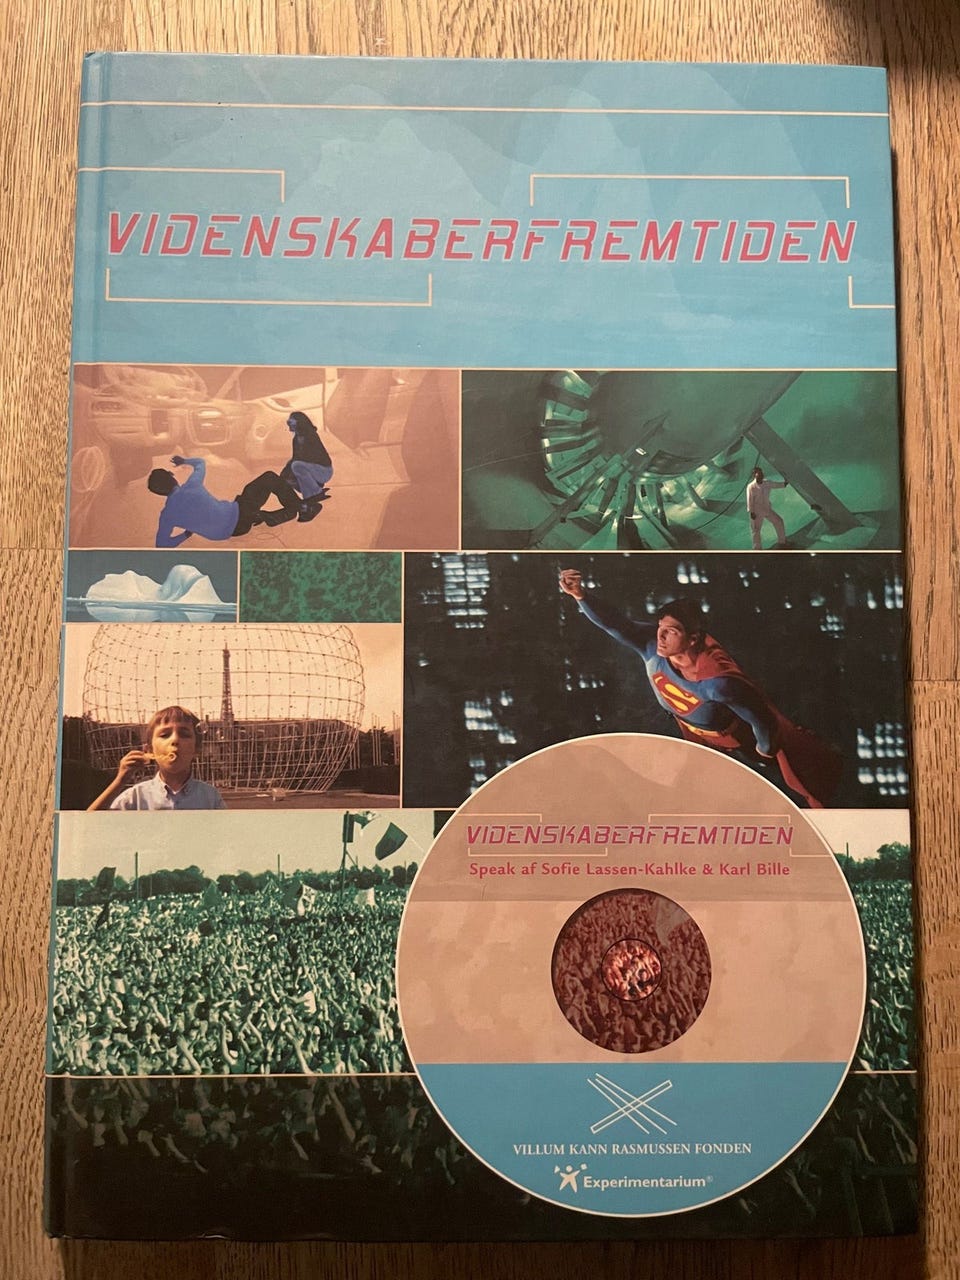 VIDENSKABERFREMTIDEN
S
VIDENSKABERFREMTIDEN
Speak af Sofie Lassen-Kahlke & Karl Bille
VILLUM KANN RASMUSSEN FONDEN
Experimentarium®